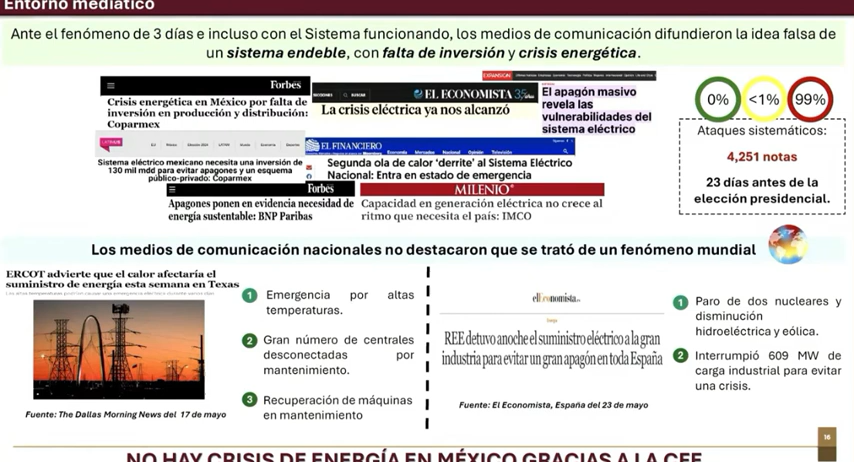 Entorno mediático
Ante el fenómeno de 3 días e incluso con el Sistema funcionando, los medios de comunicación difundieron la idea falsa de
un sistema endeble, con falta de inversión y crisis energética.
Forbes
Crisis energética en México por falta de
inversión en producción y distribución:
Coparmex
EL ECONOMISTA
La crisis eléctrica ya nos alcanzó
EXPANSIÓN
El apagón masivo
revela las
vulnerabilidades del
sistema eléctrico
Sistema eléctrico mexicano necesita una inversión de
130 mil mdd para evitar apagones y un esquema
público-privado: Coparmex
EL FINANCIERO
Economía Mercados Nacional Opinión Televisión
Segunda ola de calor 'derrite' al Sistema Eléctrico
Nacional: Entra en estado de emergencia
Forbes
Apagones ponen en evidencia necesidad de
energía sustentable: BNP Paribas
MILENIO
Capacidad en generación eléctrica no crece al
ritmo que necesita el país: IMCO
0% <1% 99%
Ataques sistemáticos:
4,251 notas
23 días antes de la
elección presidencial.
Los medios de comunicación nacionales no destacaron que se trató de un fenómeno mundial
ERCOT advierte que el calor afectaría el
suministro de energía esta semana en Texas
Fuente: The Dallas Morning News del 17 de mayo
1 Emergencia por altas
temperaturas.
2 Gran número de centrales
desconectadas por
mantenimiento.
3 Recuperación de máquinas
en mantenimiento
elEconomista.es
REE detuvo anoche el suministro eléctrico a la gran
industria para evitar un gran apagón en toda España
Fuente: El Economista, España del 23 de mayo
1 Paro de dos nucleares y
disminución
hidroeléctrica y eólica.
2 Interrumpió 609 MW de
carga industrial para evitar
una crisis.
16
NO HAY CRISIS DE ENERGÍA EN MÉXICO GRACIAS A LA CFE